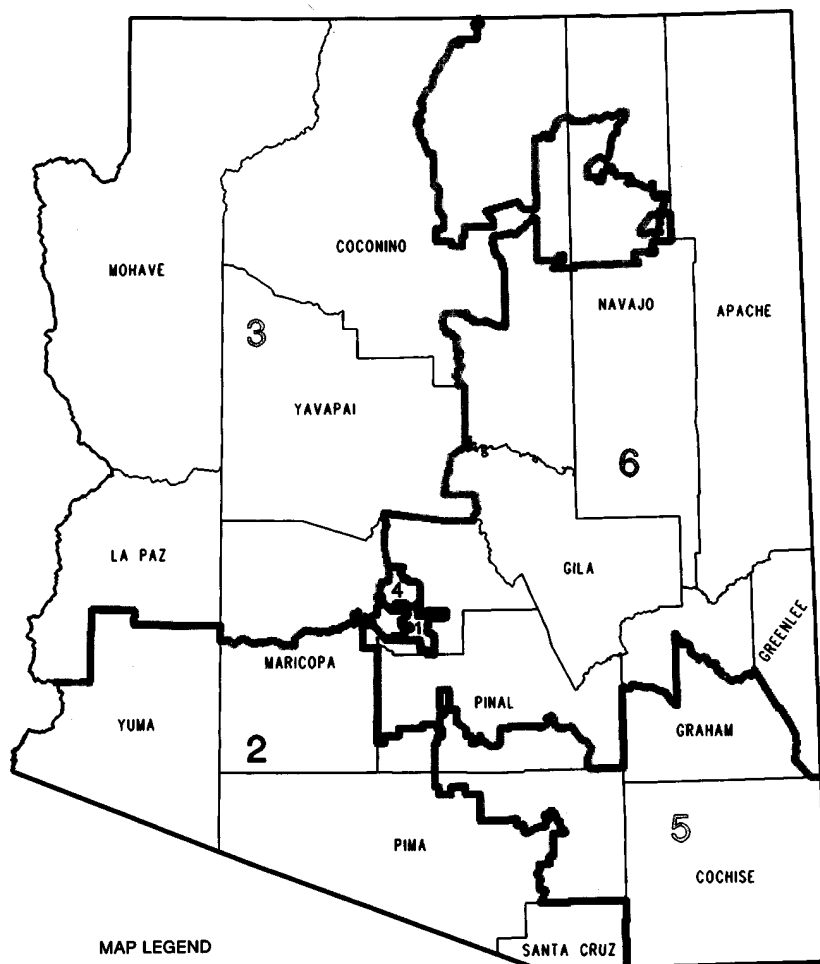 COCONINO
MOHAVE
NAVAJO
APACHE
3
YAVAPAI
6
LA PAZ
GILA
4
1
GREENLEE
MARICOPA
PINAL
YUMA
GRAHAM
2
5
PIMA
COCHISE
MAP LEGEND
SANTA CRUZ